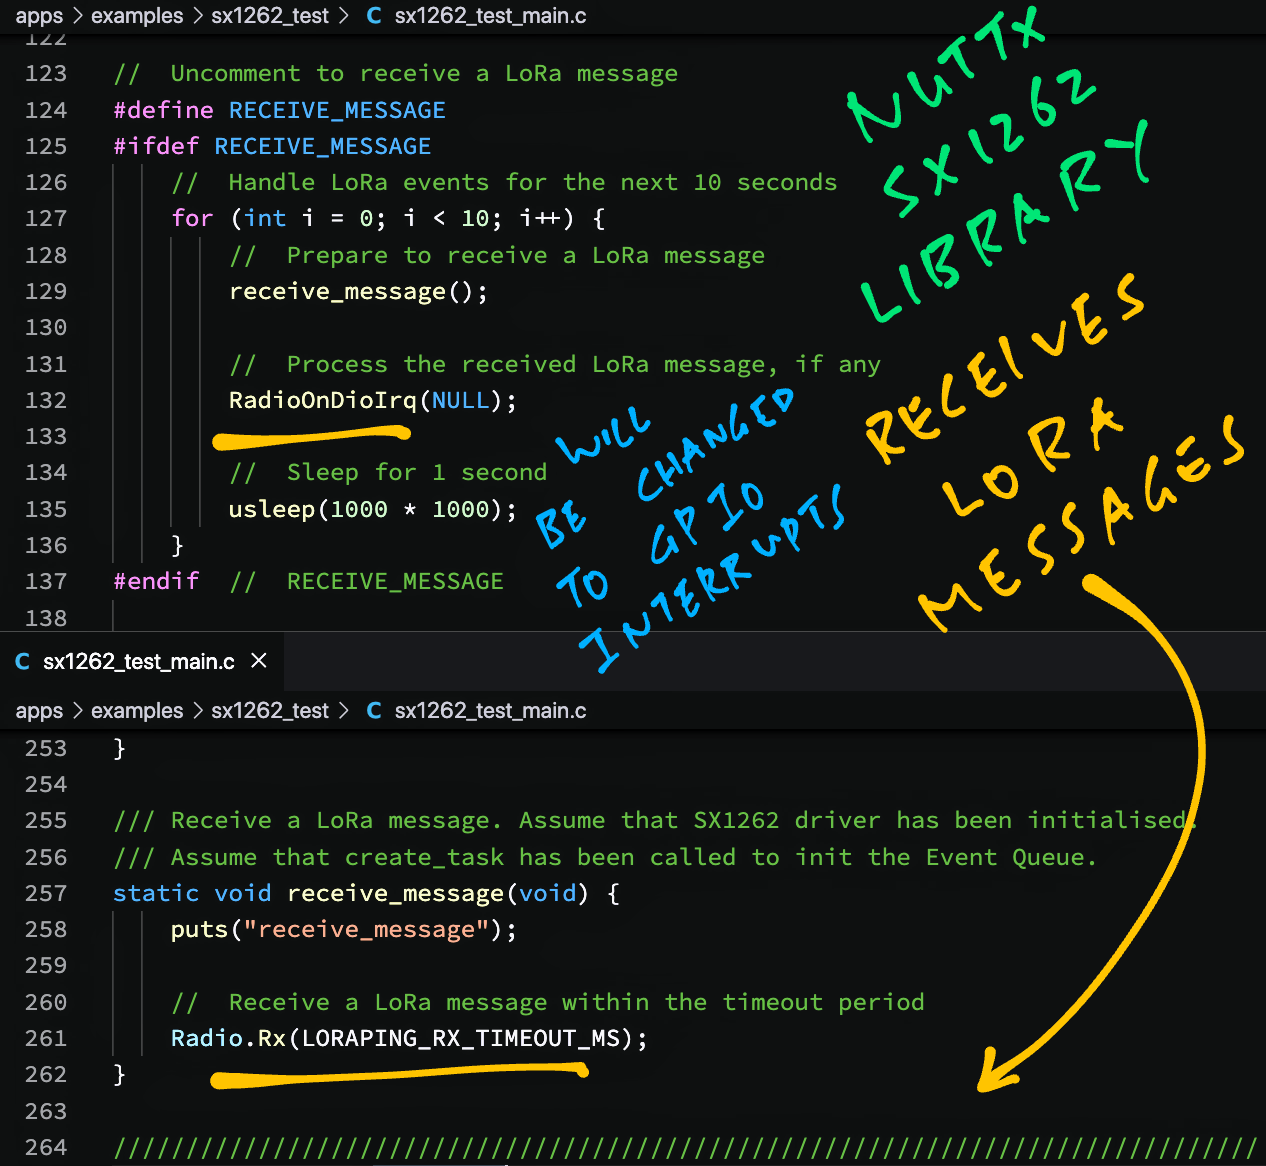 apps > examples > sx1262_test > C sx1262_test_main.c
122
123 // Uncomment to receive a LoRa message
124 #define RECEIVE_MESSAGE
125 #ifdef RECEIVE_MESSAGE
126 // Handle LoRa events for the next 10 seconds
127 for (int i = 0; i < 10; i++) {
128 // Prepare to receive a LoRa message
129 receive_message();
130
131 // Process the received LoRa message, if any
132 RadioOnDioIrq(NULL);
133
134 // Sleep for 1 second
135 usleep(1000 * 1000);
136 }
137 #endif // RECEIVE_MESSAGE
138
NUTTX
SX1262
LIBRARY
RECEIVES
LORA
MESSAGES
WILL
BE CHANGED
TO GPIO
INTERRUPTS
C sx1262_test_main.c ×
apps > examples > sx1262_test > C sx1262_test_main.c
253 }
254
255 /// Receive a LoRa message. Assume that SX1262 driver has been initialised.
256 /// Assume that create_task has been called to init the Event Queue.
257 static void receive_message(void) {
258 puts("receive_message");
259
260 // Receive a LoRa message within the timeout period
261 Radio.Rx(LORAPING_RX_TIMEOUT_MS);
262 }
263
264 ///////////////////////////////////////////////////////////////////////////////